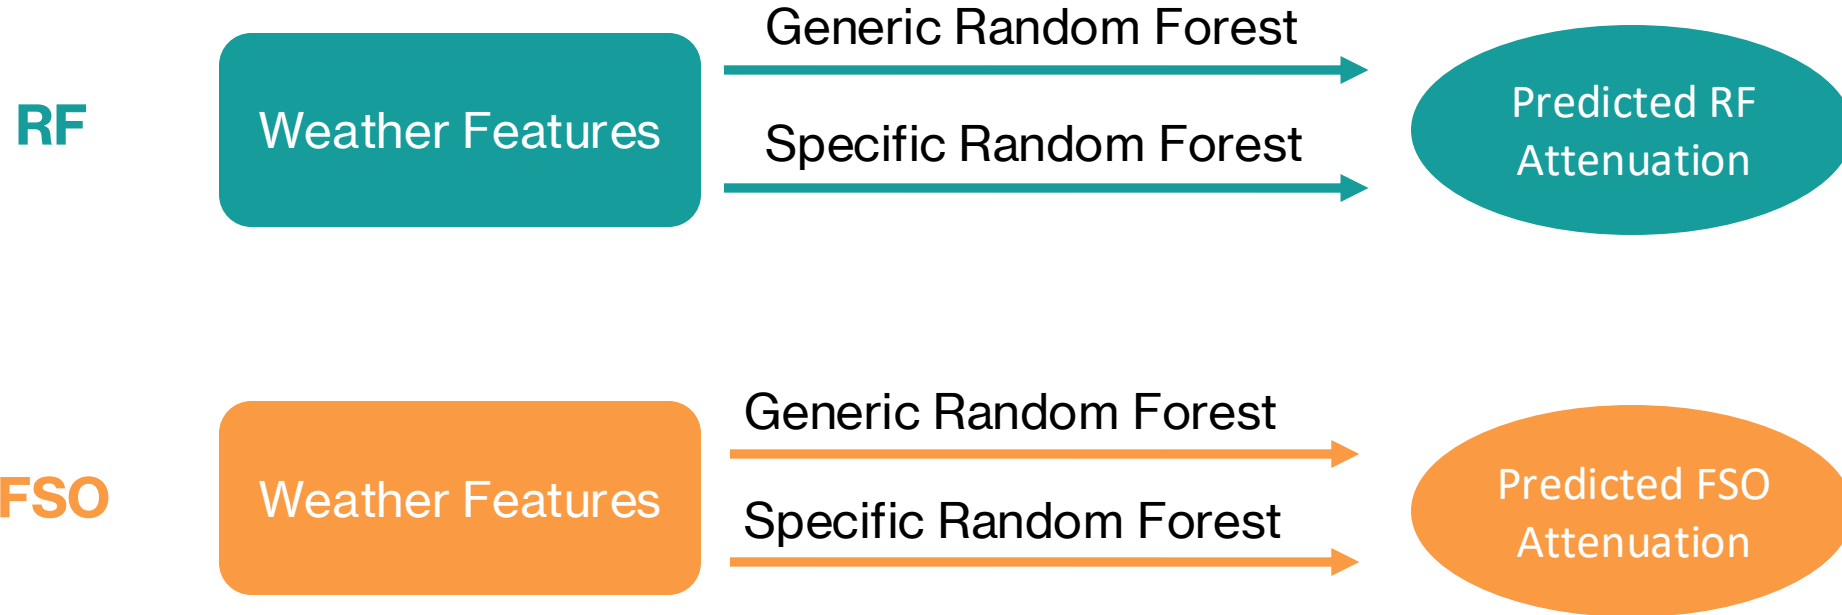 RF
Weather Features
Generic Random Forest
Specific Random Forest
Predicted RF
Attenuation
FSO
Weather Features
Generic Random Forest
Specific Random Forest
Predicted FSO
Attenuation